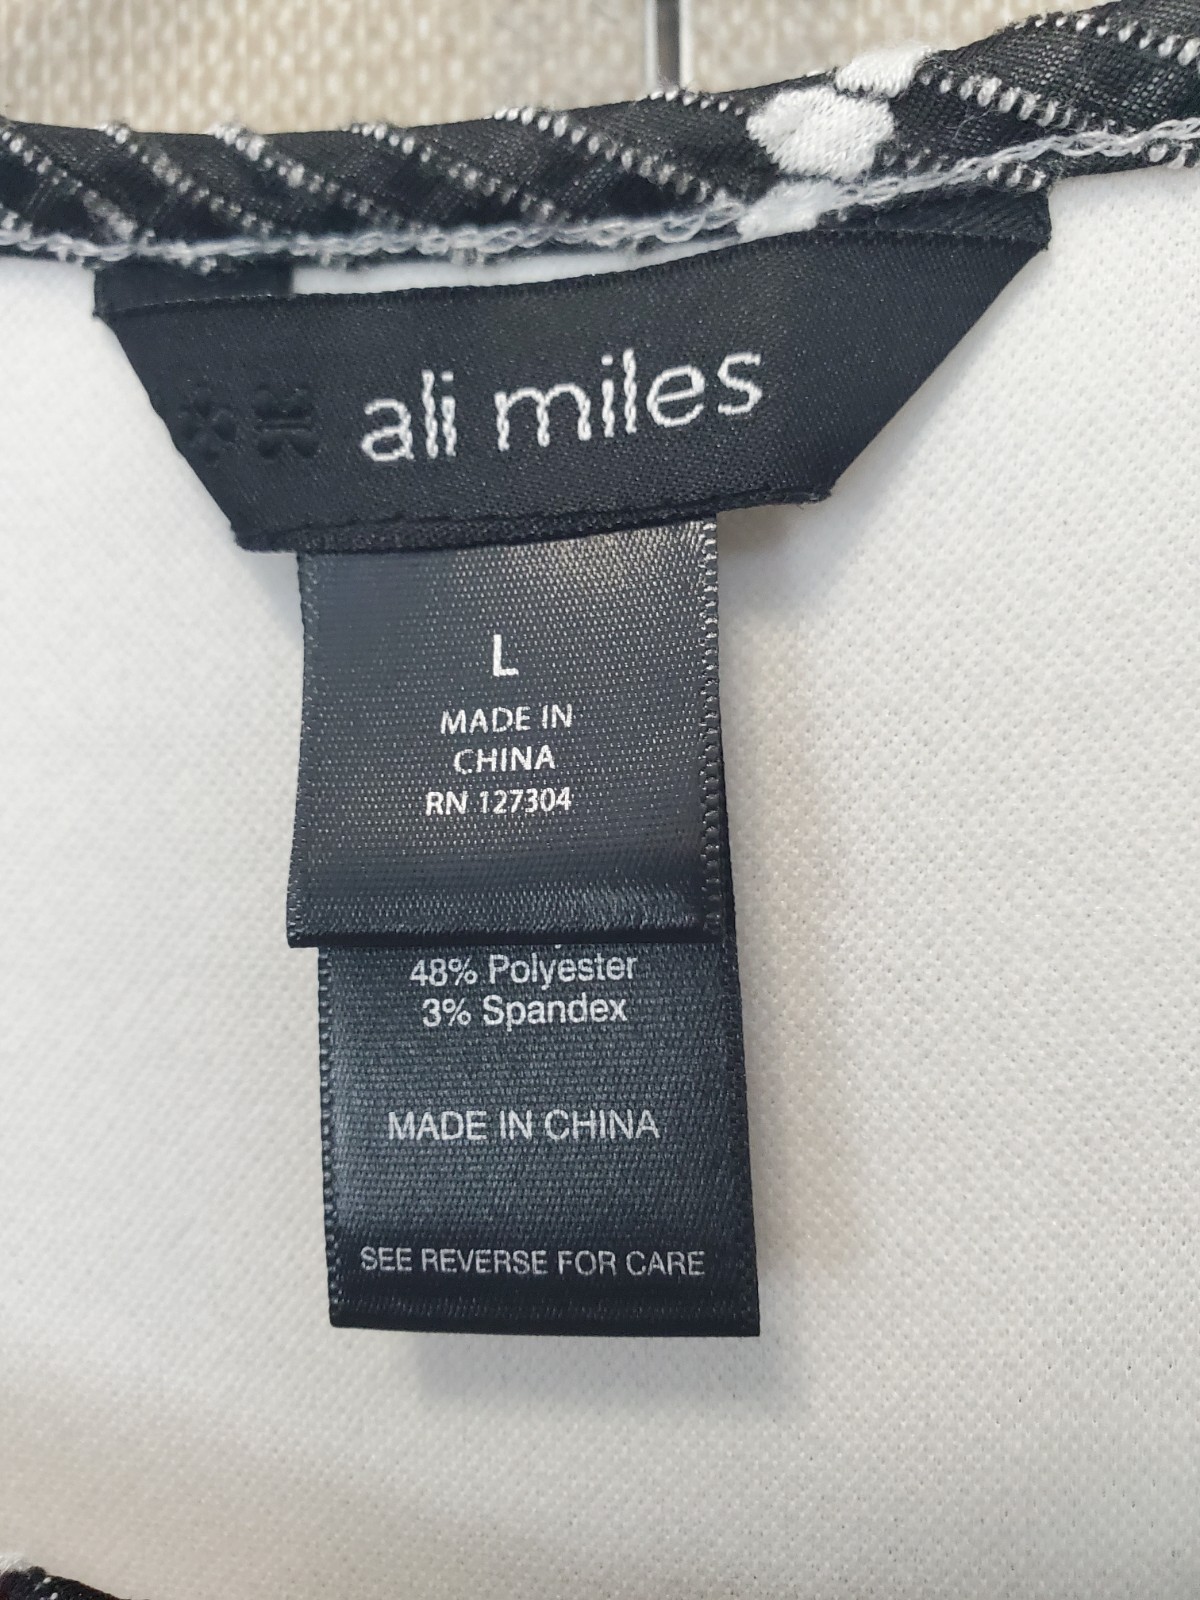 ali miles
L
MADE IN
CHINA
RN 127304
48% Polyester
3% Spandex
MADE IN CHINA
SEE REVERSE FOR CARE